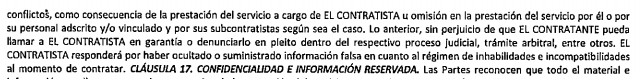 conflictos, como consecuencia de la prestación del servicio a cargo de EL CONTRATISTA u omisión en la prestación del servicio por él o por
su personal adscrito y/o vinculado y por sus subcontratistas según sea el caso. Lo anterior, sin perjuicio de que EL CONTRATANTE pueda
llamar a EL CONTRATISTA en garantía o denunciarlo en pleito dentro del respectivo proceso judicial, trámite arbitral, entre otros. EL
CONTRATISTA responderá por haber ocultado o suministrado información falsa en cuanto al régimen de inhabilidades e incompatibilidades
al momento de contratar. CLÁUSULA 17. CONFIDENCIALIDAD E INFORMACIÓN RESERVADA. Las Partes reconocen que todo el material e